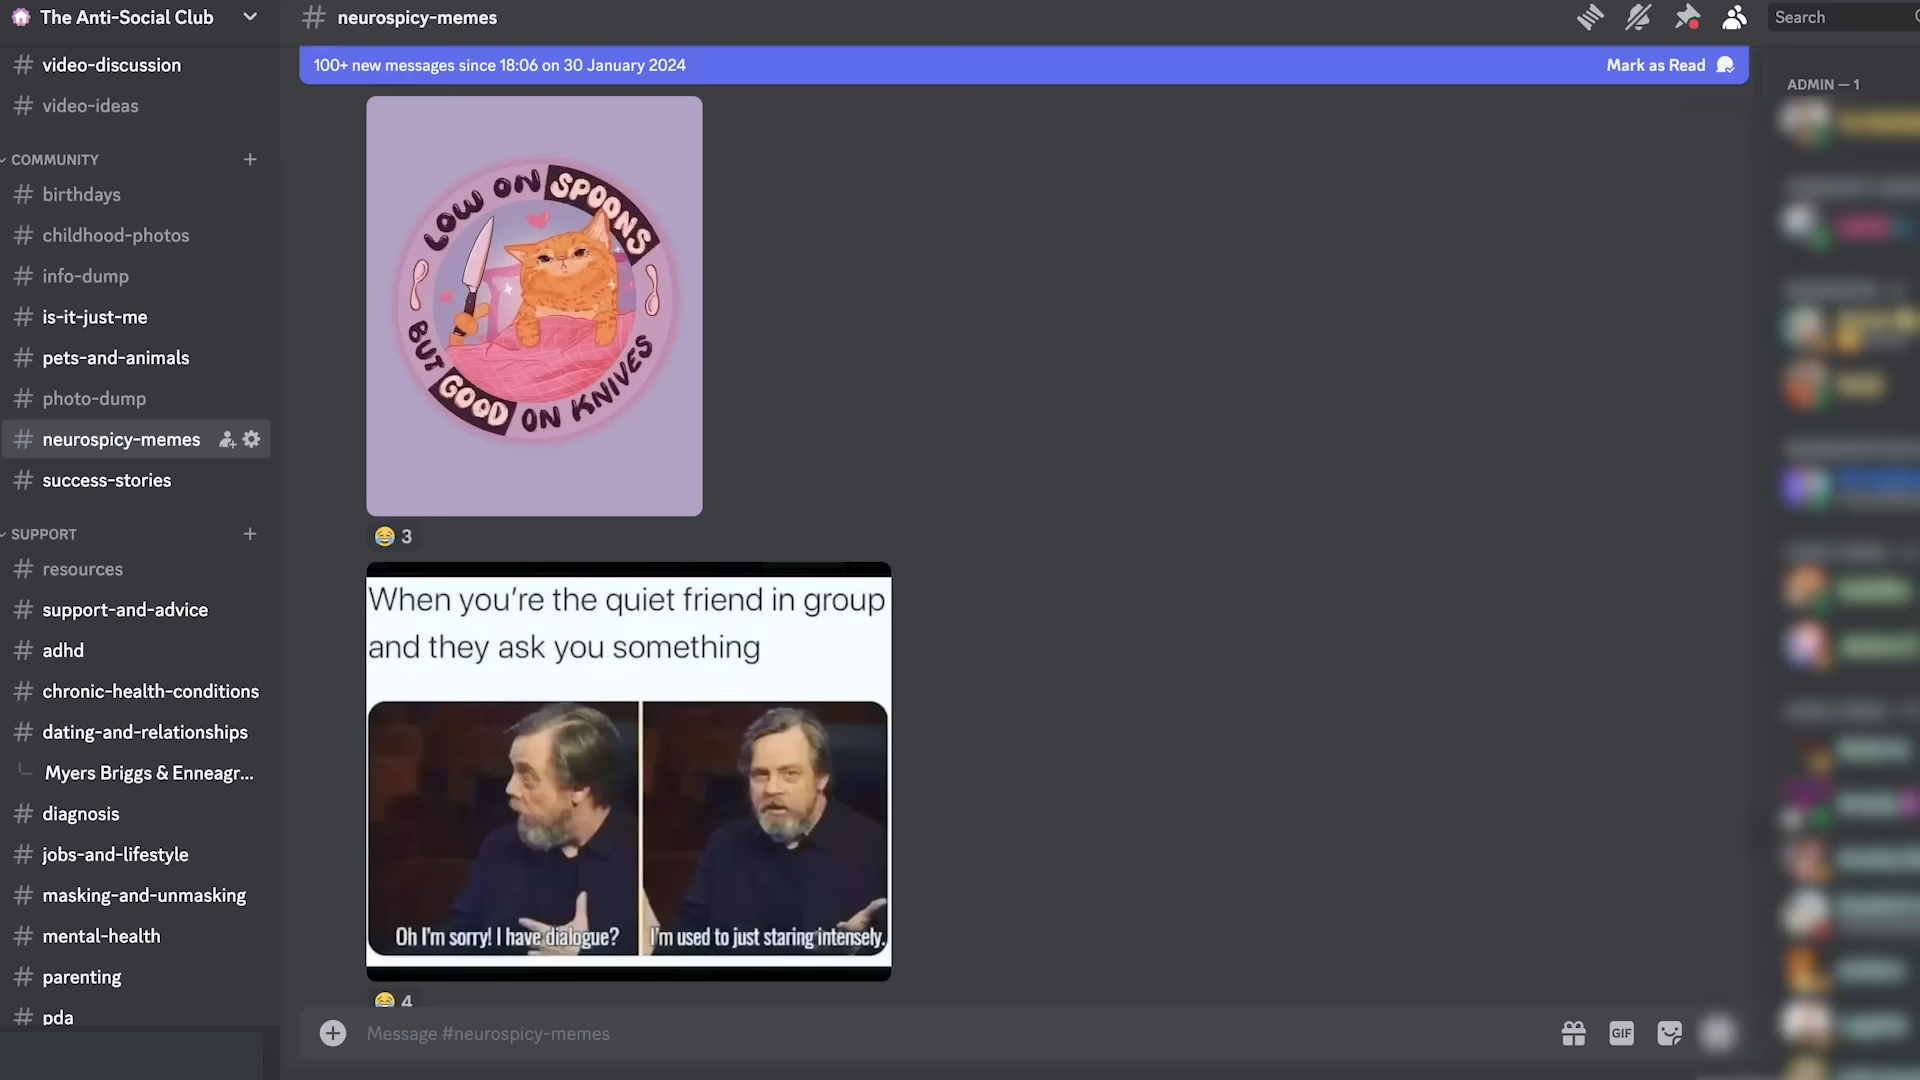 The Anti-Social Club
video-discussion
video-ideas
COMMUNITY
birthdays
childhood-photos
info-dump
is-it-just-me
pets-and-animals
photo-dump
neurospicy-memes
success-stories
SUPPORT
resources
support-and-advice
adhd
chronic-health-conditions
dating-and-relationships
Myers Briggs & Enneagr...
diagnosis
jobs-and-lifestyle
masking-and-unmasking
mental-health
parenting
pda
neurospicy-memes
Search
100+ new messages since 18:06 on 30 January 2024
Mark as Read
LOW ON SPOONS
BUT GOOD ON KNIVES
3
When you're the quiet friend in group
and they ask you something
Oh I'm sorry! I have dialogue?
I'm used to just staring intensely.
4
Message #neurospicy-memes
GIF
ADMIN — 1